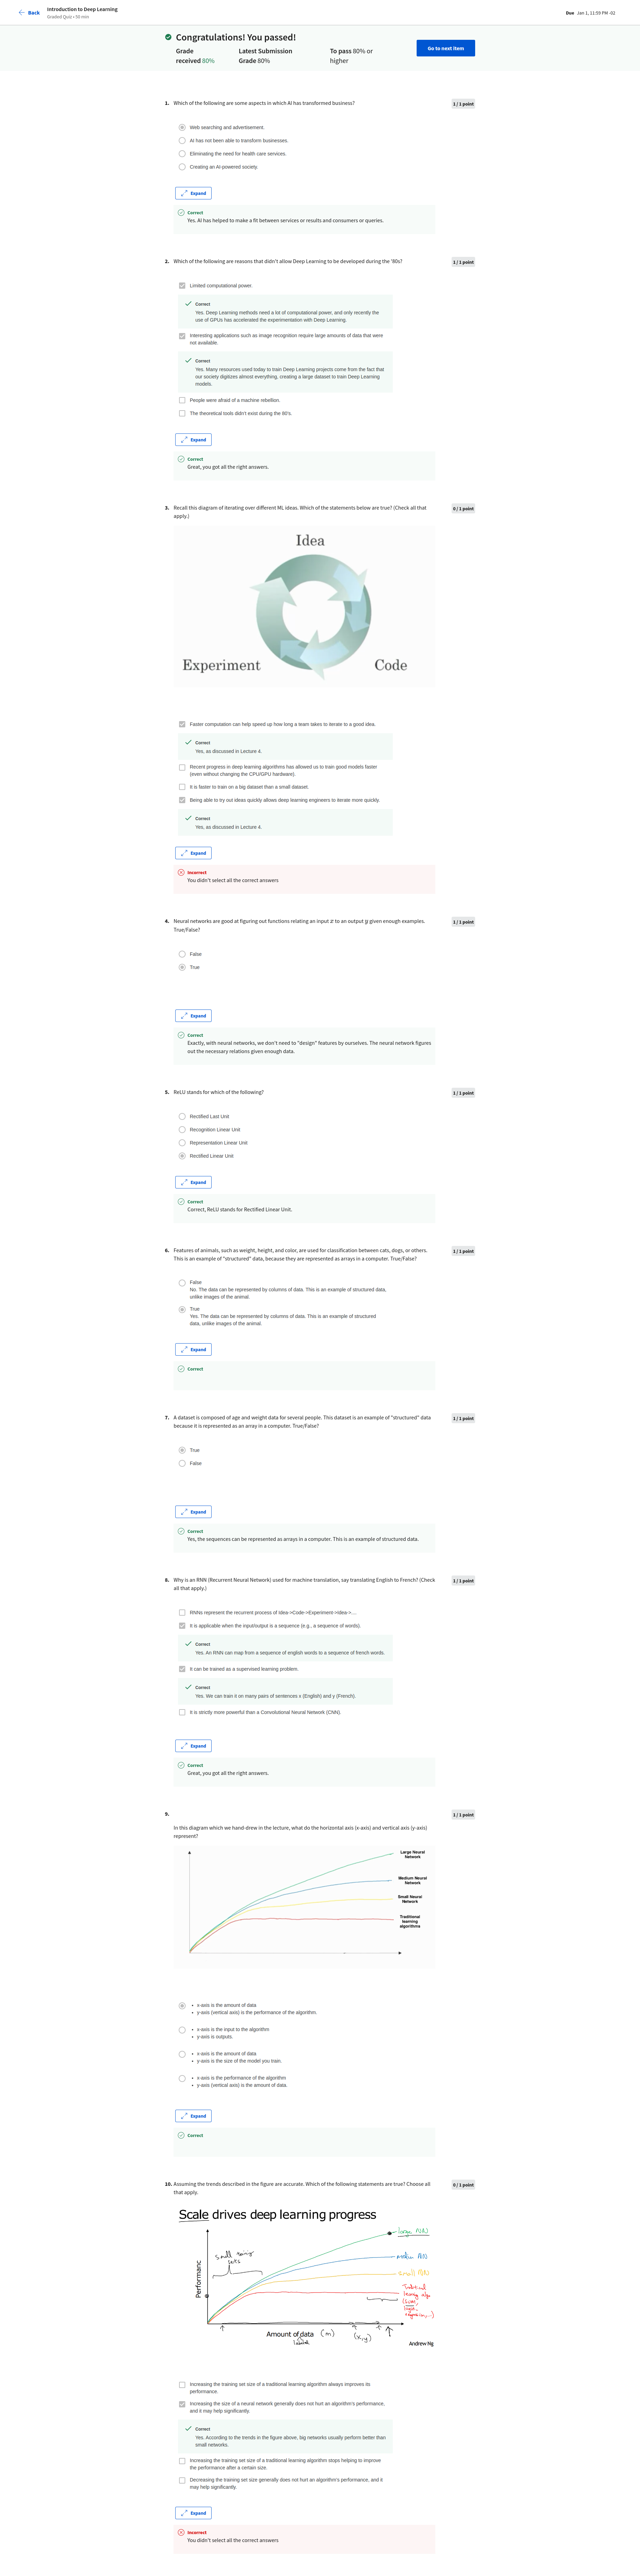 Back
Introduction to Deep Learning
Graded Quiz • 50 min
Due Jan 1, 11:59 PM -02
Congratulations! You passed!
Grade
received 80%
Latest Submission
Grade 80%
To pass 80% or
higher
Go to next item
1. Which of the following are some aspects in which AI has transformed business?
1 / 1 point
Web searching and advertisement.
AI has not been able to transform businesses.
Eliminating the need for health care services.
Creating an AI-powered society.
Expand
Correct
Yes. AI has helped to make a fit between services or results and consumers or queries.
2. Which of the following are reasons that didn't allow Deep Learning to be developed during the '80s?
1 / 1 point
Limited computational power.
Correct
Yes. Deep Learning methods need a lot of computational power, and only recently the
use of GPUs has accelerated the experimentation with Deep Learning.
Interesting applications such as image recognition require large amounts of data that were
not available.
Correct
Yes. Many resources used today to train Deep Learning projects come from the fact that
our society digitizes almost everything, creating a large dataset to train Deep Learning
models.
People were afraid of a machine rebellion.
The theoretical tools didn't exist during the 80's.
Expand
Correct
Great, you got all the right answers.
3. Recall this diagram of iterating over different ML ideas. Which of the statements below are true? (Check all that
apply.)
0 / 1 point
Idea
Experiment
Code
Faster computation can help speed up how long a team takes to iterate to a good idea.
Correct
Yes, as discussed in Lecture 4.
Recent progress in deep learning algorithms has allowed us to train good models faster
(even without changing the CPU/GPU hardware).
It is faster to train on a big dataset than a small dataset.
Being able to try out ideas quickly allows deep learning engineers to iterate more quickly.
Correct
Yes, as discussed in Lecture 4.
Expand
Incorrect
You didn't select all the correct answers
4. Neural networks are good at figuring out functions relating an input x to an output y given enough examples.
True/False?
1 / 1 point
False
True
Expand
Correct
Exactly, with neural networks, we don't need to "design" features by ourselves. The neural network figures
out the necessary relations given enough data.
5. ReLU stands for which of the following?
1 / 1 point
Rectified Last Unit
Recognition Linear Unit
Representation Linear Unit
Rectified Linear Unit
Expand
Correct
Correct, ReLU stands for Rectified Linear Unit.
6. Features of animals, such as weight, height, and color, are used for classification between cats, dogs, or others.
This is an example of "structured" data, because they are represented as arrays in a computer. True/False?
1 / 1 point
False
No. The data can be represented by columns of data. This is an example of structured data,
unlike images of the animal.
True
Yes. The data can be represented by columns of data. This is an example of structured
data, unlike images of the animal.
Expand
Correct
7. A dataset is composed of age and weight data for several people. This dataset is an example of "structured" data
because it is represented as an array in a computer. True/False?
1 / 1 point
True
False
Expand
Correct
Yes, the sequences can be represented as arrays in a computer. This is an example of structured data.
8. Why is an RNN (Recurrent Neural Network) used for machine translation, say translating English to French? (Check
all that apply.)
1 / 1 point
RNNs represent the recurrent process of Idea->Code->Experiment->Idea->....
It is applicable when the input/output is a sequence (e.g., a sequence of words).
Correct
Yes. An RNN can map from a sequence of english words to a sequence of french words.
It can be trained as a supervised learning problem.
Correct
Yes. We can train it on many pairs of sentences x (English) and y (French).
It is strictly more powerful than a Convolutional Neural Network (CNN).
Expand
Correct
Great, you got all the right answers.
9.
1 / 1 point
In this diagram which we hand-drew in the lecture, what do the horizontal axis (x-axis) and vertical axis (y-axis)
represent?
Large Neural
Network
Medium Neural
Network
Small Neural
Network
Traditional
learning
algorithms
• x-axis is the amount of data
• y-axis (vertical axis) is the performance of the algorithm.
• x-axis is the input to the algorithm
• y-axis is outputs.
• x-axis is the amount of data
• y-axis is the size of the model you train.
• x-axis is the performance of the algorithm
• y-axis (vertical axis) is the amount of data.
Expand
Correct
10. Assuming the trends described in the figure are accurate. Which of the following statements are true? Choose all
that apply.
0 / 1 point
Scale drives deep learning progress
large NN
small training
sets
medium NN
small NN
Performanc
Traditional
learning algo
(SVM,
Amount of data (m)
(x,y)
Andrew Ng
Increasing the training set size of a traditional learning algorithm always improves its
performance.
Increasing the size of a neural network generally does not hurt an algorithm's performance,
and it may help significantly.
Correct
Yes. According to the trends in the figure above, big networks usually perform better than
small networks.
Increasing the training set size of a traditional learning algorithm stops helping to improve
the performance after a certain size.
Decreasing the training set size generally does not hurt an algorithm's performance, and it
may help significantly.
Expand
Incorrect
You didn't select all the correct answers